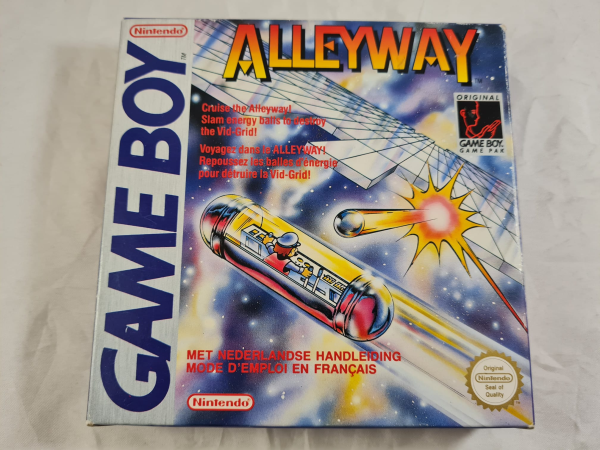 Nintendo
GAME BOY
TM
ALLEYWAY
Cruise the Alleyway!
Slam energy balls to destroy
the Vid-Grid!
Voyagez dans le ALLEYWAY!
Repoussez les balles d'énergie
pour détruire la Vid-Grid!
ORIGINAL
GAME BOY
GAME PAK
MET NEDERLANDSE HANDLEIDING
MODE D'EMPLOI EN FRANÇAIS
Nintendo
Original
Nintendo
Seal of
Quality